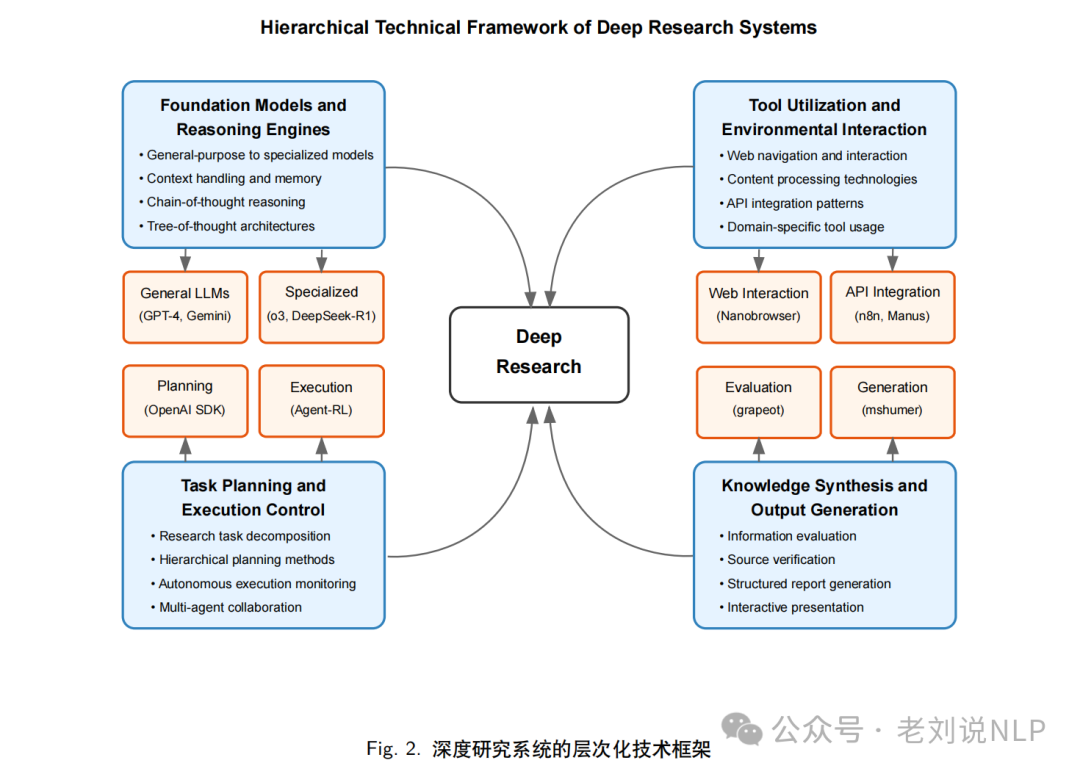 Hierarchical Technical Framework of Deep Research Systems
Foundation Models and
Reasoning Engines
• General-purpose to specialized models
• Context handling and memory
• Chain-of-thought reasoning
• Tree-of-thought architectures
Tool Utilization and
Environmental Interaction
• Web navigation and interaction
• Content processing technologies
• API integration patterns
• Domain-specific tool usage
General LLMs
(GPT-4, Gemini)
Specialized
(o3, DeepSeek-R1)
Web Interaction
(Nanobrowser)
API Integration
(n8n, Manus)
Deep
Research
Planning
(OpenAI SDK)
Execution
(Agent-RL)
Evaluation
(grapeot)
Generation
(mshumer)
Task Planning and
Execution Control
• Research task decomposition
• Hierarchical planning methods
• Autonomous execution monitoring
• Multi-agent collaboration
Knowledge Synthesis and
Output Generation
• Information evaluation
• Source verification
• Structured report generation
• Interactive presentation
公众号 · 老刘说NLP
Fig. 2. 深度研究系统的层次化技术框架